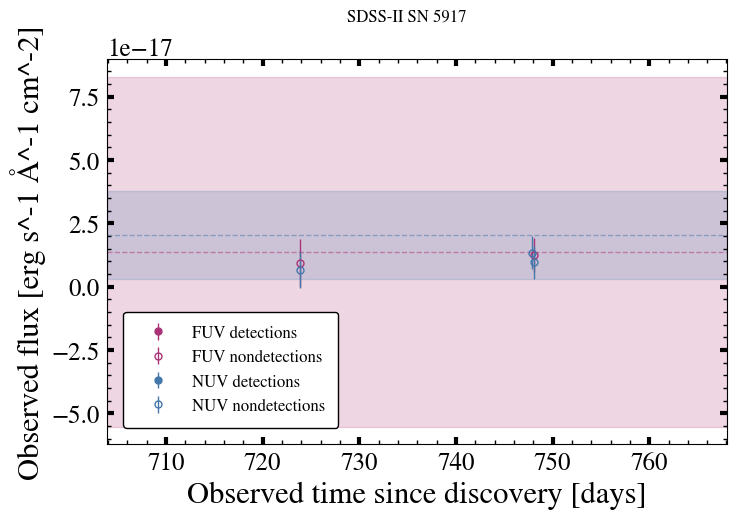 SDSS-II SN 5917
1e−17
7.5
5.0
2.5
0.0
−2.5
−5.0
Observed flux [erg s^-1 Å^-1 cm^-2]
FUV detections
FUV nondetections
NUV detections
NUV nondetections
710 720 730 740 750 760
Observed time since discovery [days]